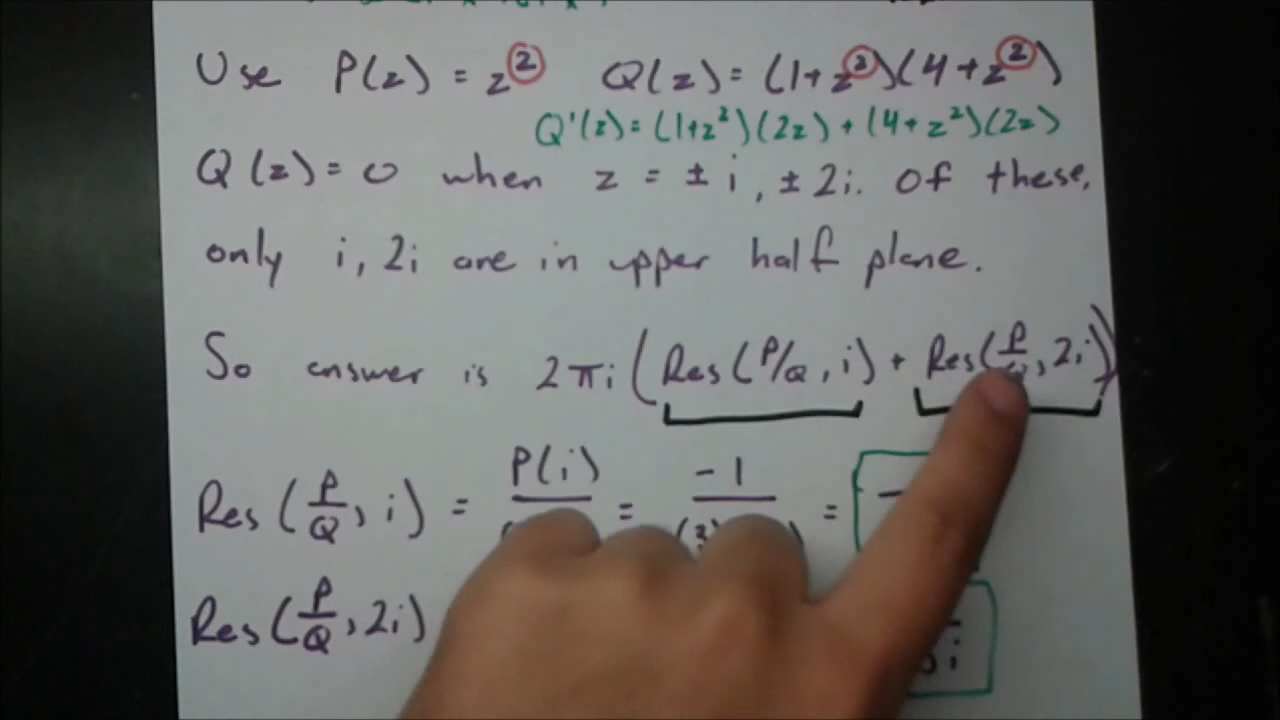 Use P(z) = z² Q(z) = (1+z²)(4+z²)
Q'(z) = (1+z²)(2z) + (4+z²)(2z)
Q(z) = 0 when z = ± i, ± 2i. Of these,
only i, 2i are in upper half plane.
So answer is 2πi (Res(P/Q, i) + Res(P/Q, 2i))
Res(P/Q, i) = P(i) = -1 =
Res(P/Q, 2i)